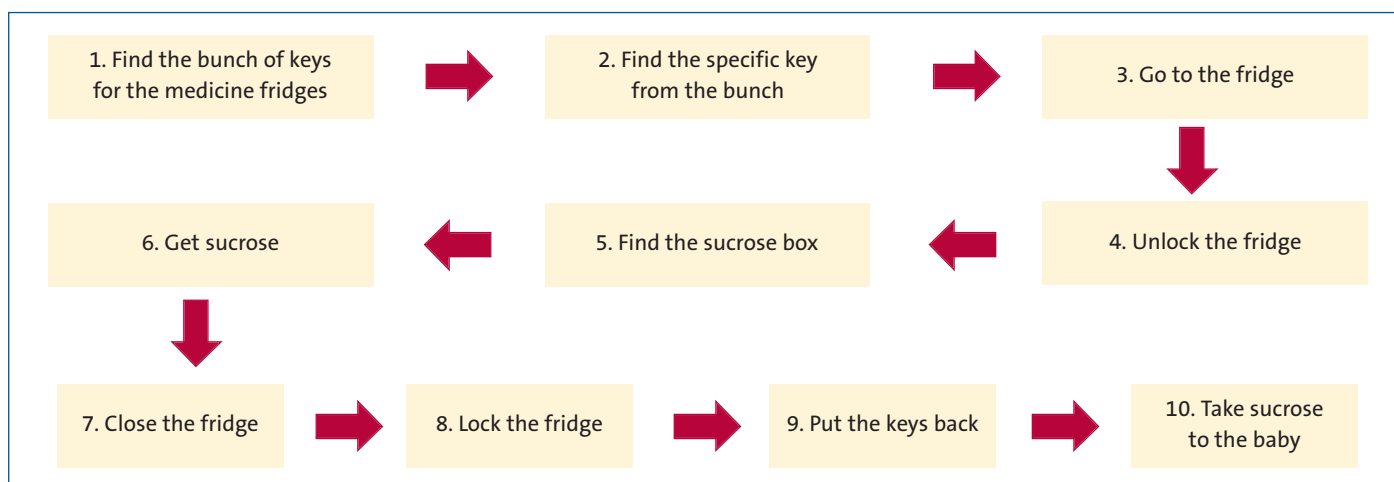 1. Find the bunch of keys
for the medicine fridges
2. Find the specific key
from the bunch
3. Go to the fridge
4. Unlock the fridge
5. Find the sucrose box
6. Get sucrose
7. Close the fridge
8. Lock the fridge
9. Put the keys back
10. Take sucrose
to the baby